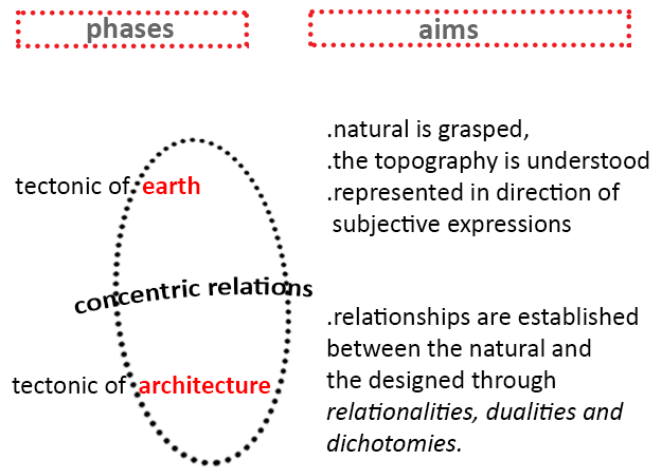 phases
aims
tectonic of earth
.natural is grasped,
.the topography is understood
.represented in direction of
subjective expressions
concentric relations
tectonic of architecture
.relationships are established
between the natural and
the designed through
relationalities, dualities and
dichotomies.